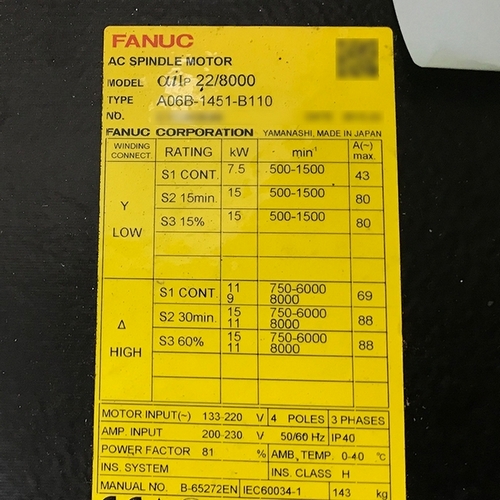 FANUC
AC SPINDLE MOTOR
MODEL αiIP 22/8000
TYPE A06B-1451-B110
NO.
FANUC CORPORATION YAMANASHI, MADE IN JAPAN
WINDING CONNECT. RATING kW min-1 A(~) max.
Y LOW
S1 CONT. 7.5 500-1500 43
S2 15min. 15 500-1500 80
S3 15% 15 500-1500 80
Δ HIGH
S1 CONT. 11 750-6000 69
9 8000
S2 30min. 15 750-6000 88
11 8000
S3 60% 15 750-6000 88
11 8000
MOTOR INPUT(~) 133-220 V 4 POLES 3 PHASES
AMP. INPUT 200-230 V 50/60 Hz IP40
POWER FACTOR 81 % AMB. TEMP. 0-40 ℃
INS. SYSTEM INS. CLASS H
MANUAL NO. B-65272EN IEC60034-1 143 kg